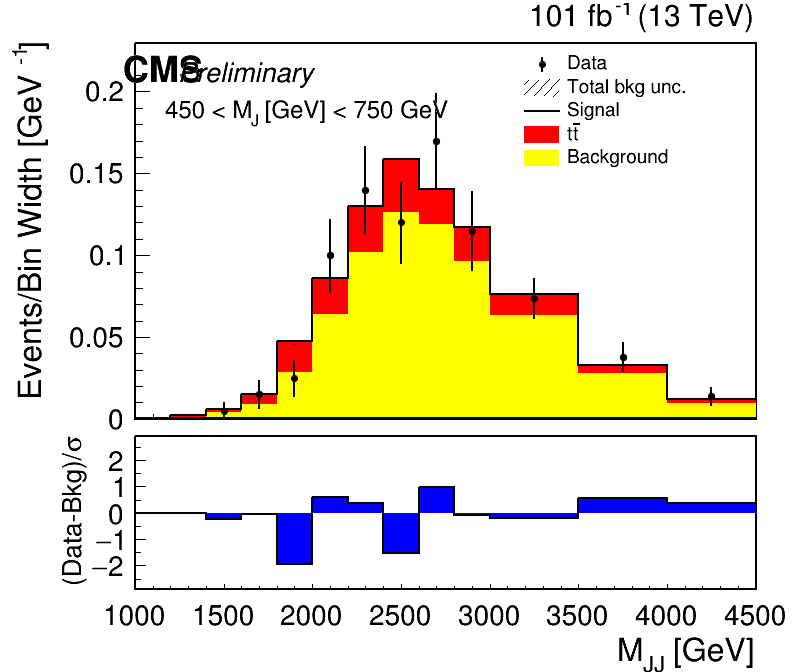 101 fb⁻¹ (13 TeV)
CMS Preliminary
450 < M_J [GeV] < 750 GeV
Data
Total bkg unc.
Signal
tt̄
Background
Events/Bin Width [GeV⁻¹]
0.2
0.15
0.1
0.05
0
(Data-Bkg)/σ
2
1
0
−1
−2
1000 1500 2000 2500 3000 3500 4000 4500
M_JJ [GeV]